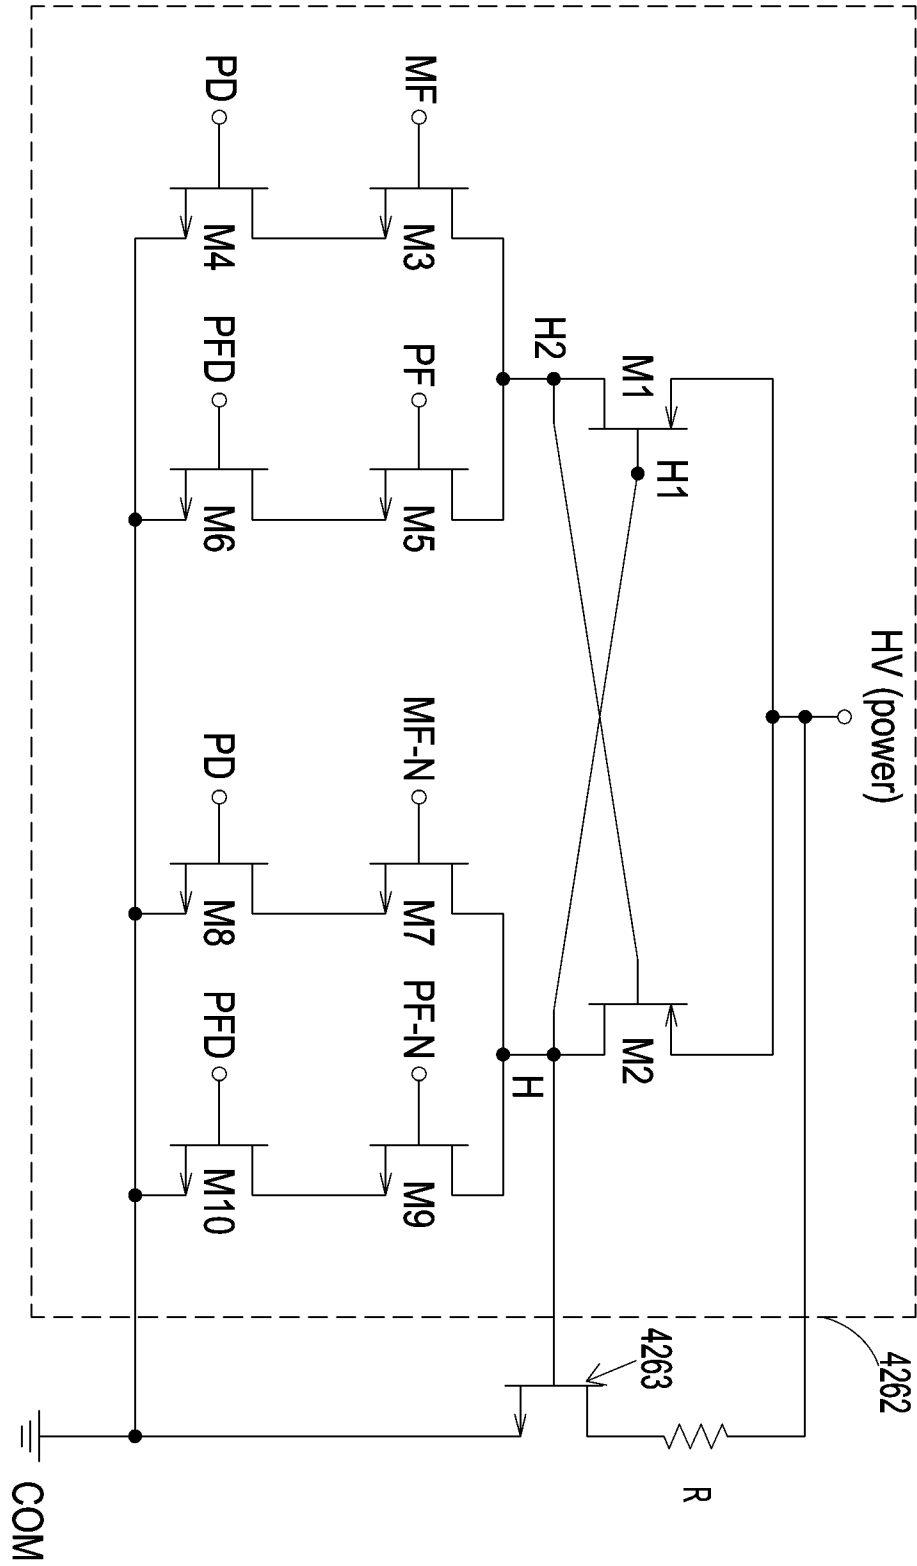 HV (power)
4262
R
4263
M1
H1
M2
H2
H
MF
M3
PF
M5
MF-N
M7
PF-N
M9
PD
M4
PFD
M6
PD
M8
PFD
M10
COM